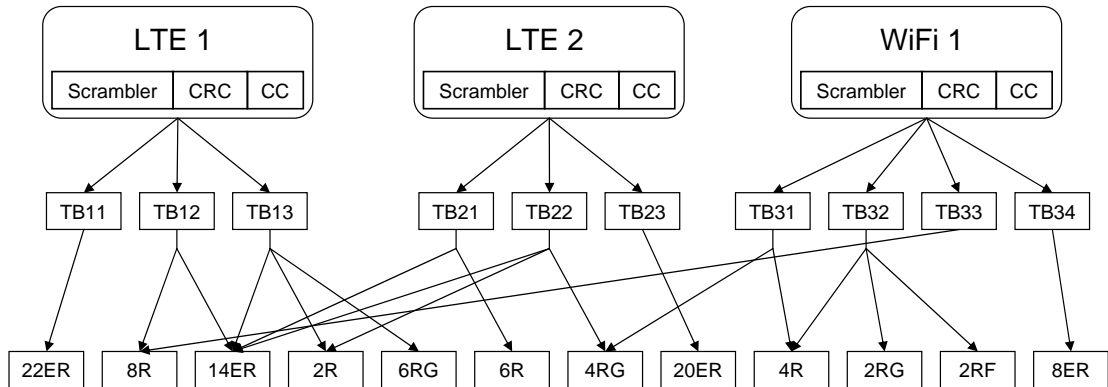 LTE 1 LTE 2 WiFi 1
Scrambler CRC CC Scrambler CRC CC Scrambler CRC CC
TB11 TB12 TB13 TB21 TB22 TB23 TB31 TB32 TB33 TB34
22ER 8R 14ER 2R 6RG 6R 4RG 20ER 4R 2RG 2RF 8ER